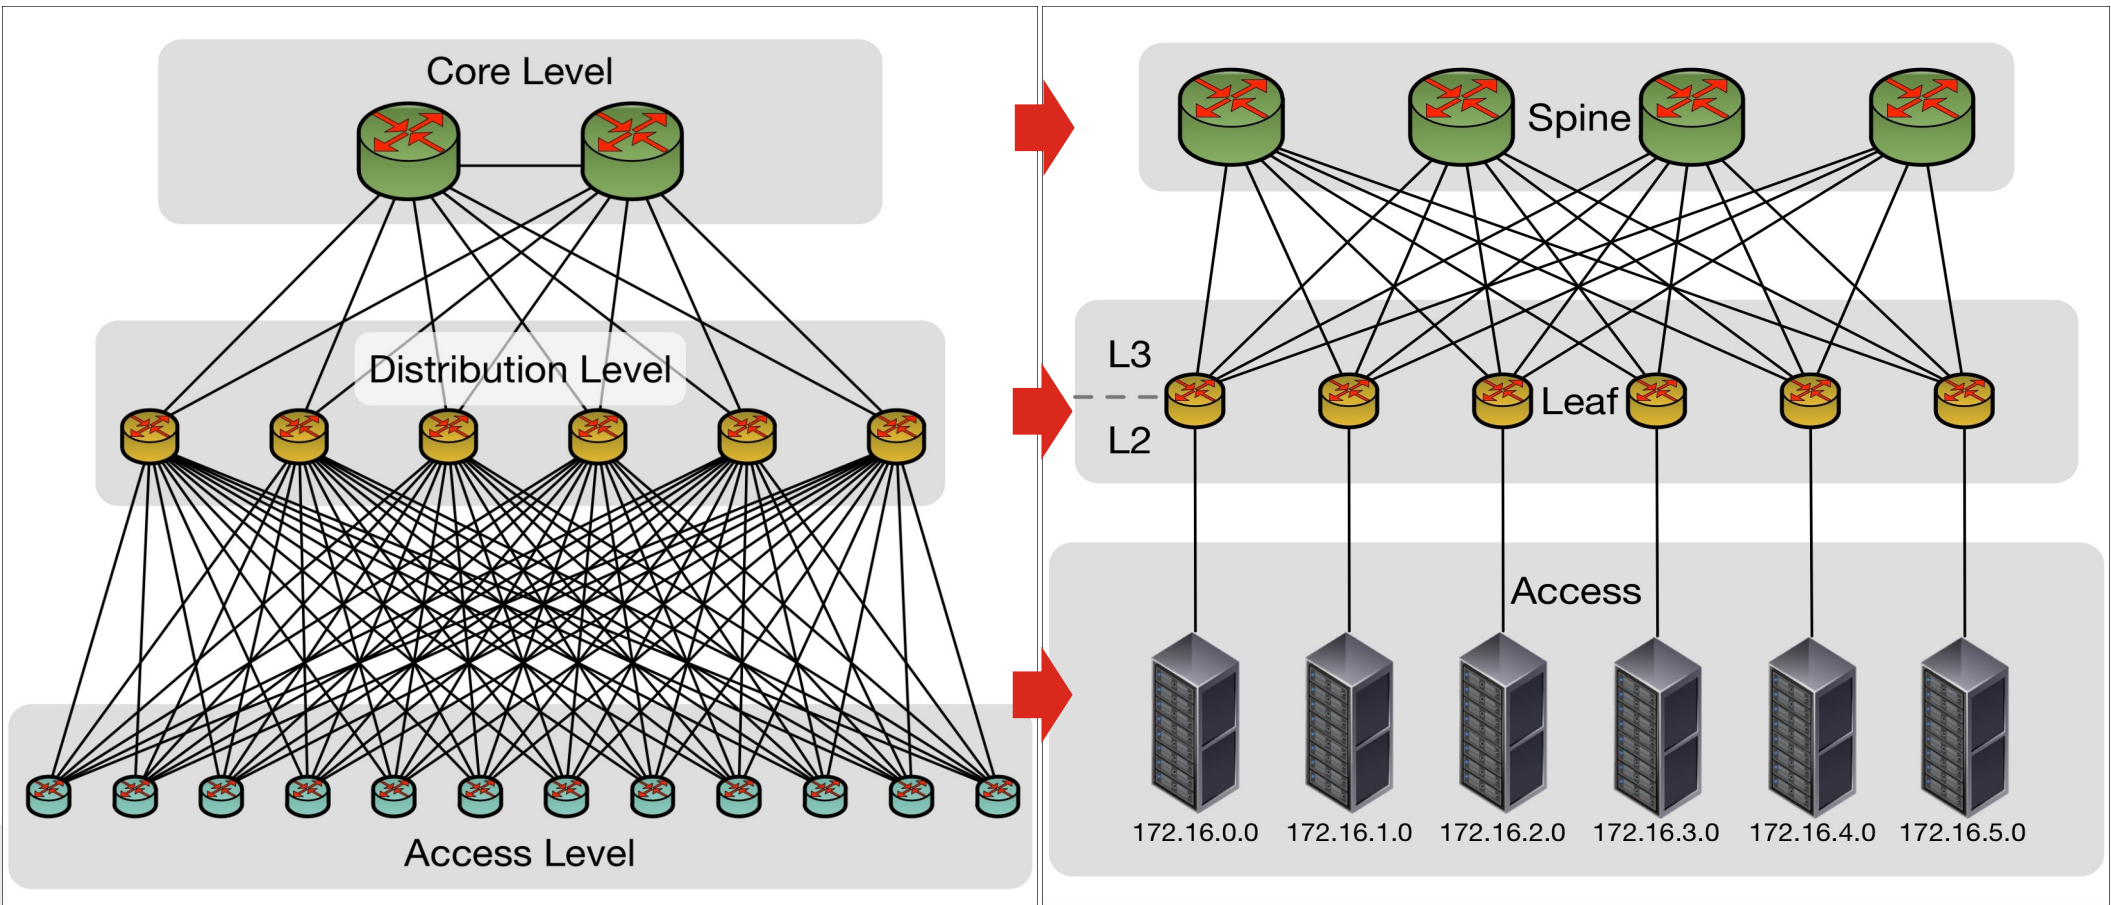 Core Level
Distribution Level
Access Level
Spine
L3
Leaf
L2
Access
172.16.0.0
172.16.1.0
172.16.2.0
172.16.3.0
172.16.4.0
172.16.5.0